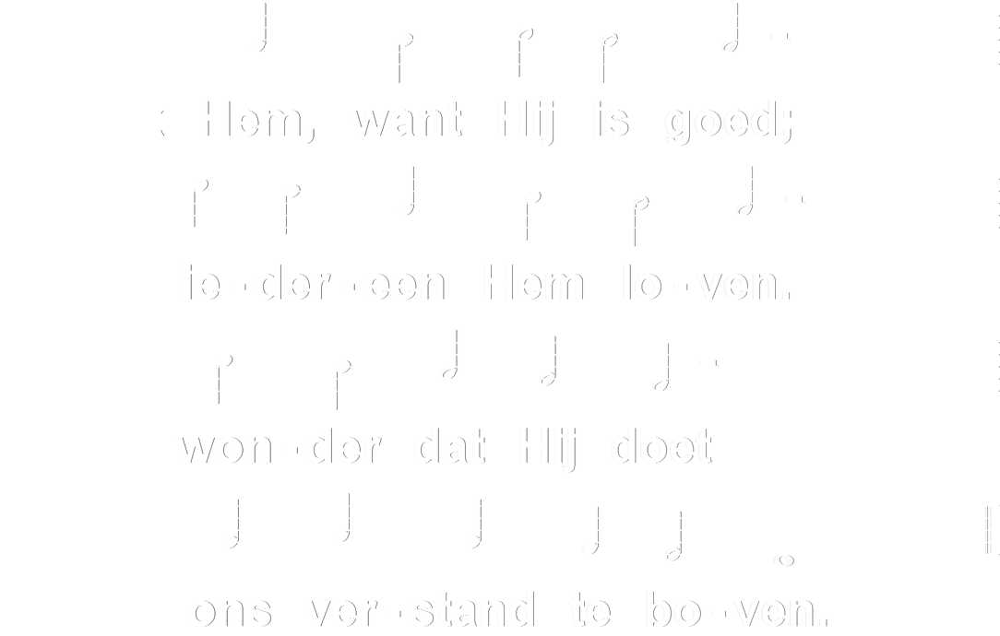 Hem, want Hij is goed;
ie - der - een Hem lo - ven.
won - der dat Hij doet
ons ver - stand te bo - ven.